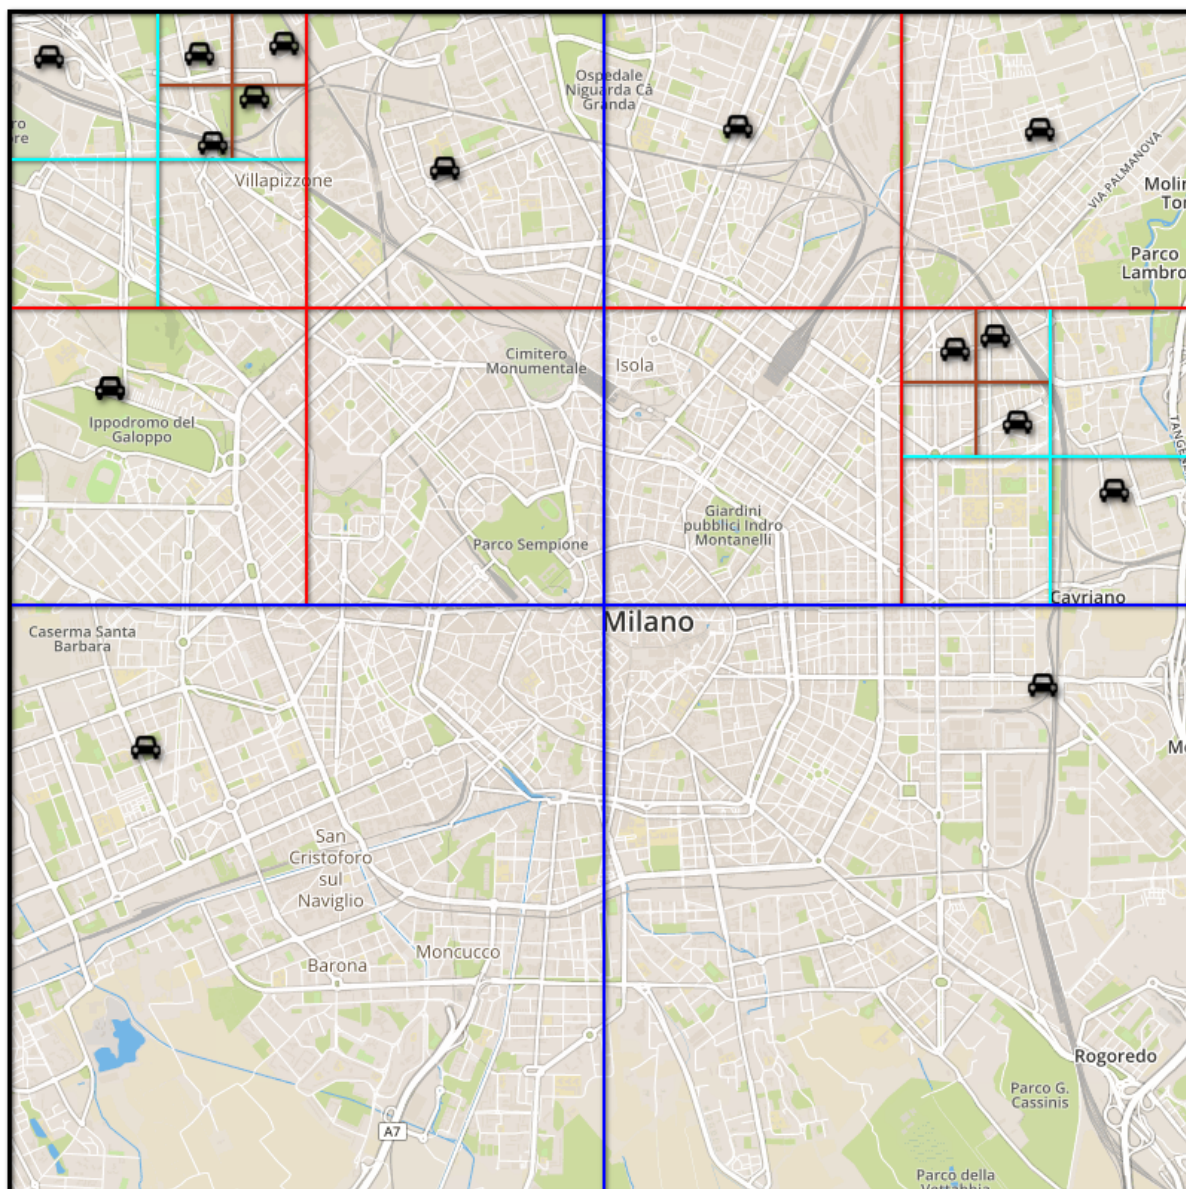 Ospedale
Niguarda Cà
Granda
ro
re
Villapizzone
VIA PALMANOVA
Parco
Lambro
Cimitero
Monumentale
Isola
Ippodromo del
Galoppo
Giardini
pubblici Indro
Montanelli
Parco Sempione
Cavriano
Milano
Caserma Santa
Barbara
San
Cristoforo
sul
Naviglio
Moncucco
Barona
Rogoredo
Parco G.
Cassinis
A7
Parco della